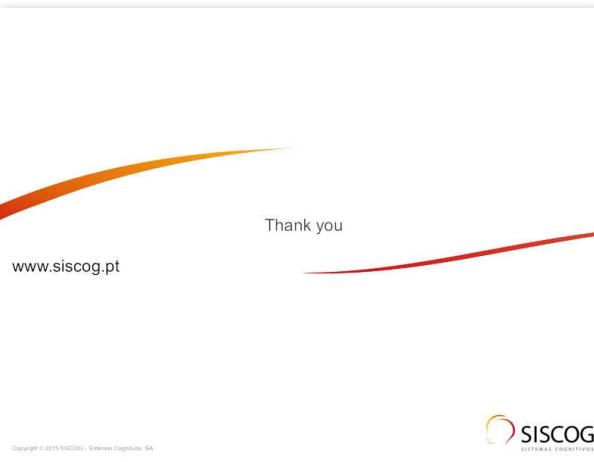 Thank you
www.siscog.pt
SISCOG
SISTEMAS COGNITIVOS
Copyright © 2015 SISCOG - Sistemas Cognitivos, SA